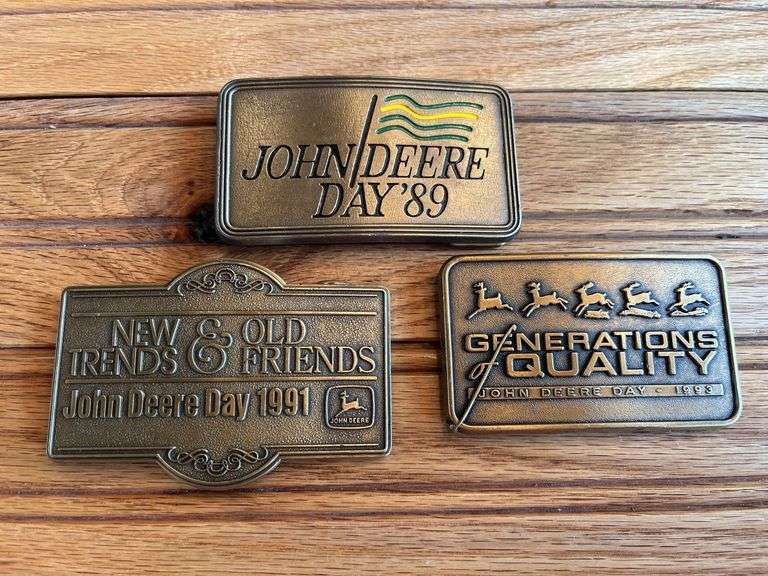 JOHN DEERE
DAY '89
NEW & OLD
TRENDS FRIENDS
John Deere Day 1991
JOHN DEERE
GENERATIONS
of QUALITY
JOHN DEERE DAY • 1993